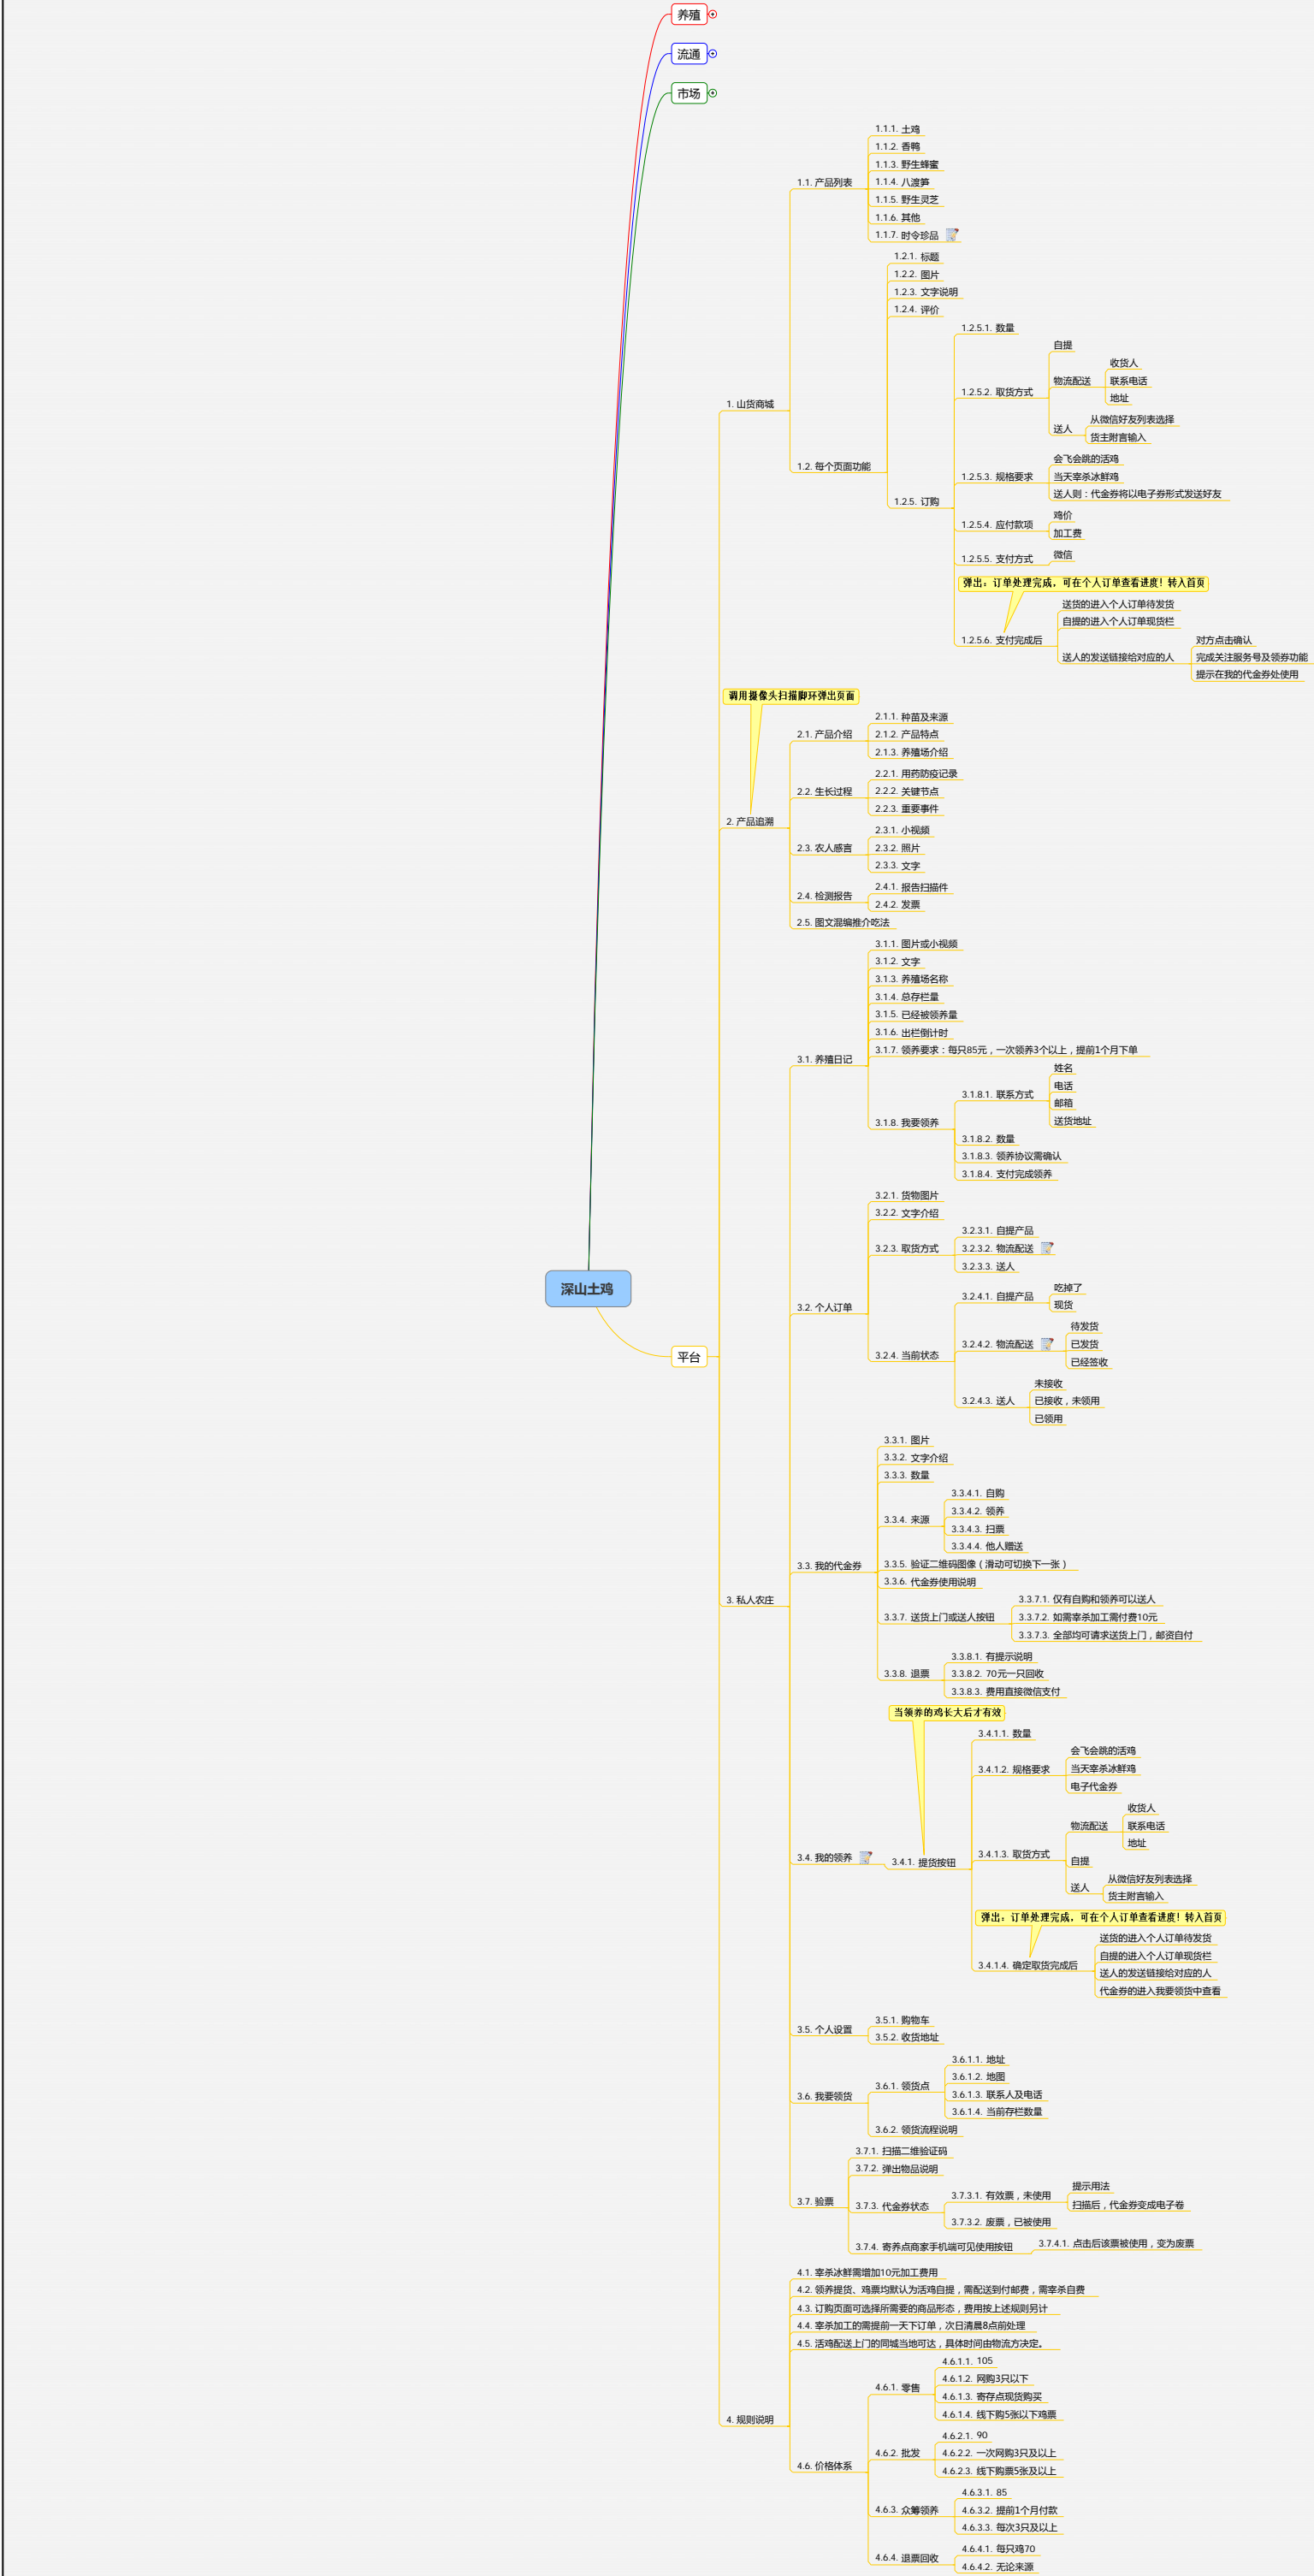 养殖
流通
市场
深山土鸡
平台
1. 山货商城
1.1. 产品列表
1.1.1. 土鸡
1.1.2. 香鸭
1.1.3. 野生蜂蜜
1.1.4. 八渡笋
1.1.5. 野生灵芝
1.1.6. 其他
1.1.7. 时令珍品
1.2. 每个页面功能
1.2.1. 标题
1.2.2. 图片
1.2.3. 文字说明
1.2.4. 评价
1.2.5. 订购
1.2.5.1. 数量
1.2.5.2. 取货方式
自提
物流配送
收货人
联系电话
地址
送人
从微信好友列表选择
货主附言输入
1.2.5.3. 规格要求
会飞会跳的活鸡
当天宰杀冰鲜鸡
送人则：代金券将以电子券形式发送好友
1.2.5.4. 应付款项
鸡价
加工费
1.2.5.5. 支付方式
微信
弹出：订单处理完成，可在个人订单查看进度！转入首页
1.2.5.6. 支付完成后
送货的进入个人订单待发货
自提的进入个人订单现货栏
送人的发送链接给对应的人
对方点击确认
完成关注服务号及领券功能
提示在我的代金券处使用
调用摄像头扫描脚环弹出页面
2. 产品追溯
2.1. 产品介绍
2.1.1. 种苗及来源
2.1.2. 产品特点
2.1.3. 养殖场介绍
2.2. 生长过程
2.2.1. 用药防疫记录
2.2.2. 关键节点
2.2.3. 重要事件
2.3. 农人感言
2.3.1. 小视频
2.3.2. 照片
2.3.3. 文字
2.4. 检测报告
2.4.1. 报告扫描件
2.4.2. 发票
2.5. 图文混编推介吃法
3. 私人农庄
3.1. 养殖日记
3.1.1. 图片或小视频
3.1.2. 文字
3.1.3. 养殖场名称
3.1.4. 总存栏量
3.1.5. 已经被领养量
3.1.6. 出栏倒计时
3.1.7. 领养要求：每只85元，一次领养3个以上，提前1个月下单
3.1.8. 我要领养
3.1.8.1. 联系方式
姓名
电话
邮箱
送货地址
3.1.8.2. 数量
3.1.8.3. 领养协议需确认
3.1.8.4. 支付完成领养
3.2. 个人订单
3.2.1. 货物图片
3.2.2. 文字介绍
3.2.3. 取货方式
3.2.3.1. 自提产品
3.2.3.2. 物流配送
3.2.3.3. 送人
3.2.4. 当前状态
3.2.4.1. 自提产品
吃掉了
现货
3.2.4.2. 物流配送
待发货
已发货
已经签收
3.2.4.3. 送人
未接收
已接收，未领用
已领用
3.3. 我的代金券
3.3.1. 图片
3.3.2. 文字介绍
3.3.3. 数量
3.3.4. 来源
3.3.4.1. 自购
3.3.4.2. 领养
3.3.4.3. 扫票
3.3.4.4. 他人赠送
3.3.5. 验证二维码图像（滑动可切换下一张）
3.3.6. 代金券使用说明
3.3.7. 送货上门或送人按钮
3.3.7.1. 仅有自购和领养可以送人
3.3.7.2. 如需宰杀加工需付费10元
3.3.7.3. 全部均可请求送货上门，邮资自付
3.3.8. 退票
3.3.8.1. 有提示说明
3.3.8.2. 70元一只回收
3.3.8.3. 费用直接微信支付
当领养的鸡长大后才有效
3.4. 我的领养
3.4.1. 提货按钮
3.4.1.1. 数量
3.4.1.2. 规格要求
会飞会跳的活鸡
当天宰杀冰鲜鸡
电子代金券
3.4.1.3. 取货方式
物流配送
收货人
联系电话
地址
自提
送人
从微信好友列表选择
货主附言输入
弹出：订单处理完成，可在个人订单查看进度！转入首页
3.4.1.4. 确定取货完成后
送货的进入个人订单待发货
自提的进入个人订单现货栏
送人的发送链接给对应的人
代金券的进入我要领货中查看
3.5. 个人设置
3.5.1. 购物车
3.5.2. 收货地址
3.6. 我要领货
3.6.1. 领货点
3.6.1.1. 地址
3.6.1.2. 地图
3.6.1.3. 联系人及电话
3.6.1.4. 当前存栏数量
3.6.2. 领货流程说明
3.7. 验票
3.7.1. 扫描二维验证码
3.7.2. 弹出物品说明
3.7.3. 代金券状态
3.7.3.1. 有效票，未使用
提示用法
扫描后，代金券变成电子卷
3.7.3.2. 废票，已被使用
3.7.4. 寄养点商家手机端可见使用按钮
3.7.4.1. 点击后该票被使用，变为废票
4. 规则说明
4.1. 宰杀冰鲜需增加10元加工费用
4.2. 领养提货、鸡票均默认为活鸡自提，需配送到付邮费，需宰杀自费
4.3. 订购页面可选择所需要的商品形态，费用按上述规则另计
4.4. 宰杀加工的需提前一天下订单，次日清晨8点前处理
4.5. 活鸡配送上门的同城当地可达，具体时间由物流方决定。
4.6. 价格体系
4.6.1. 零售
4.6.1.1. 105
4.6.1.2. 网购3只以下
4.6.1.3. 寄存点现货购买
4.6.1.4. 线下购5张以下鸡票
4.6.2. 批发
4.6.2.1. 90
4.6.2.2. 一次网购3只及以上
4.6.2.3. 线下购票5张及以上
4.6.3. 众筹领养
4.6.3.1. 85
4.6.3.2. 提前1个月付款
4.6.3.3. 每次3只及以上
4.6.4. 退票回收
4.6.4.1. 每只鸡70
4.6.4.2. 无论来源